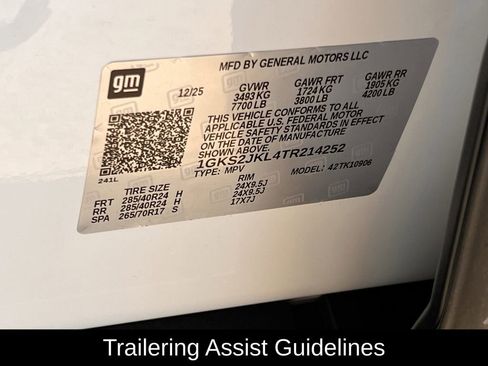 gm
MFD BY GENERAL MOTORS LLC
12/25 GVWR GAWR FRT GAWR RR
3493 KG 1724 KG 1905 KG
7700 LB 3800 LB 4200 LB
THIS VEHICLE CONFORMS TO ALL
APPLICABLE U.S. FEDERAL MOTOR
VEHICLE SAFETY STANDARDS IN
EFFECT ON THE DATE OF
MANUFACTURE SHOWN ABOVE.
1GKS2JKL4TR214252
TYPE: MPV MODEL: 42TK10906
241L
TIRE SIZE RIM
FRT 285/40R24 H 24X9.5J
RR 285/40R24 H 24X9.5J
SPA 265/70R17 S 17X7J
Trailering Assist Guidelines